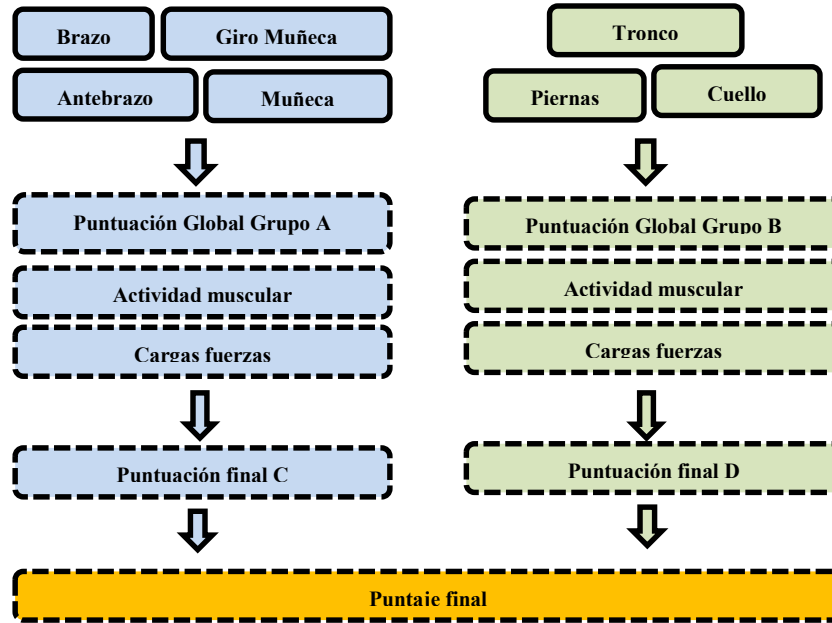 Brazo
Giro Muñeca
Antebrazo
Muñeca
Puntuación Global Grupo A
Actividad muscular
Cargas fuerzas
Puntuación final C
Tronco
Piernas
Cuello
Puntuación Global Grupo B
Actividad muscular
Cargas fuerzas
Puntuación final D
Puntaje final